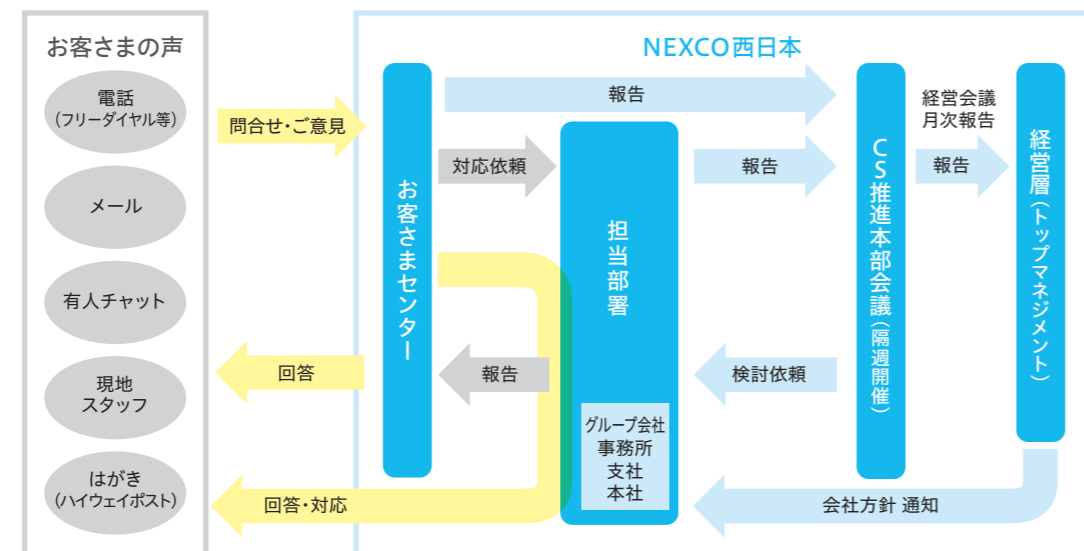 お客さまの声
電話
(フリーダイヤル等)
メール
有人チャット
現地
スタッフ
はがき
(ハイウェイポスト)
問合せ・ご意見
回答
回答・対応
NEXCO西日本
お客さまセンター
報告
対応依頼
報告
担当部署
グループ会社
事務所
支社
本社
報告
検討依頼
会社方針 通知
CS推進本部会議(隔週開催)
経営会議
月次報告
報告
経営層(トップマネジメント)